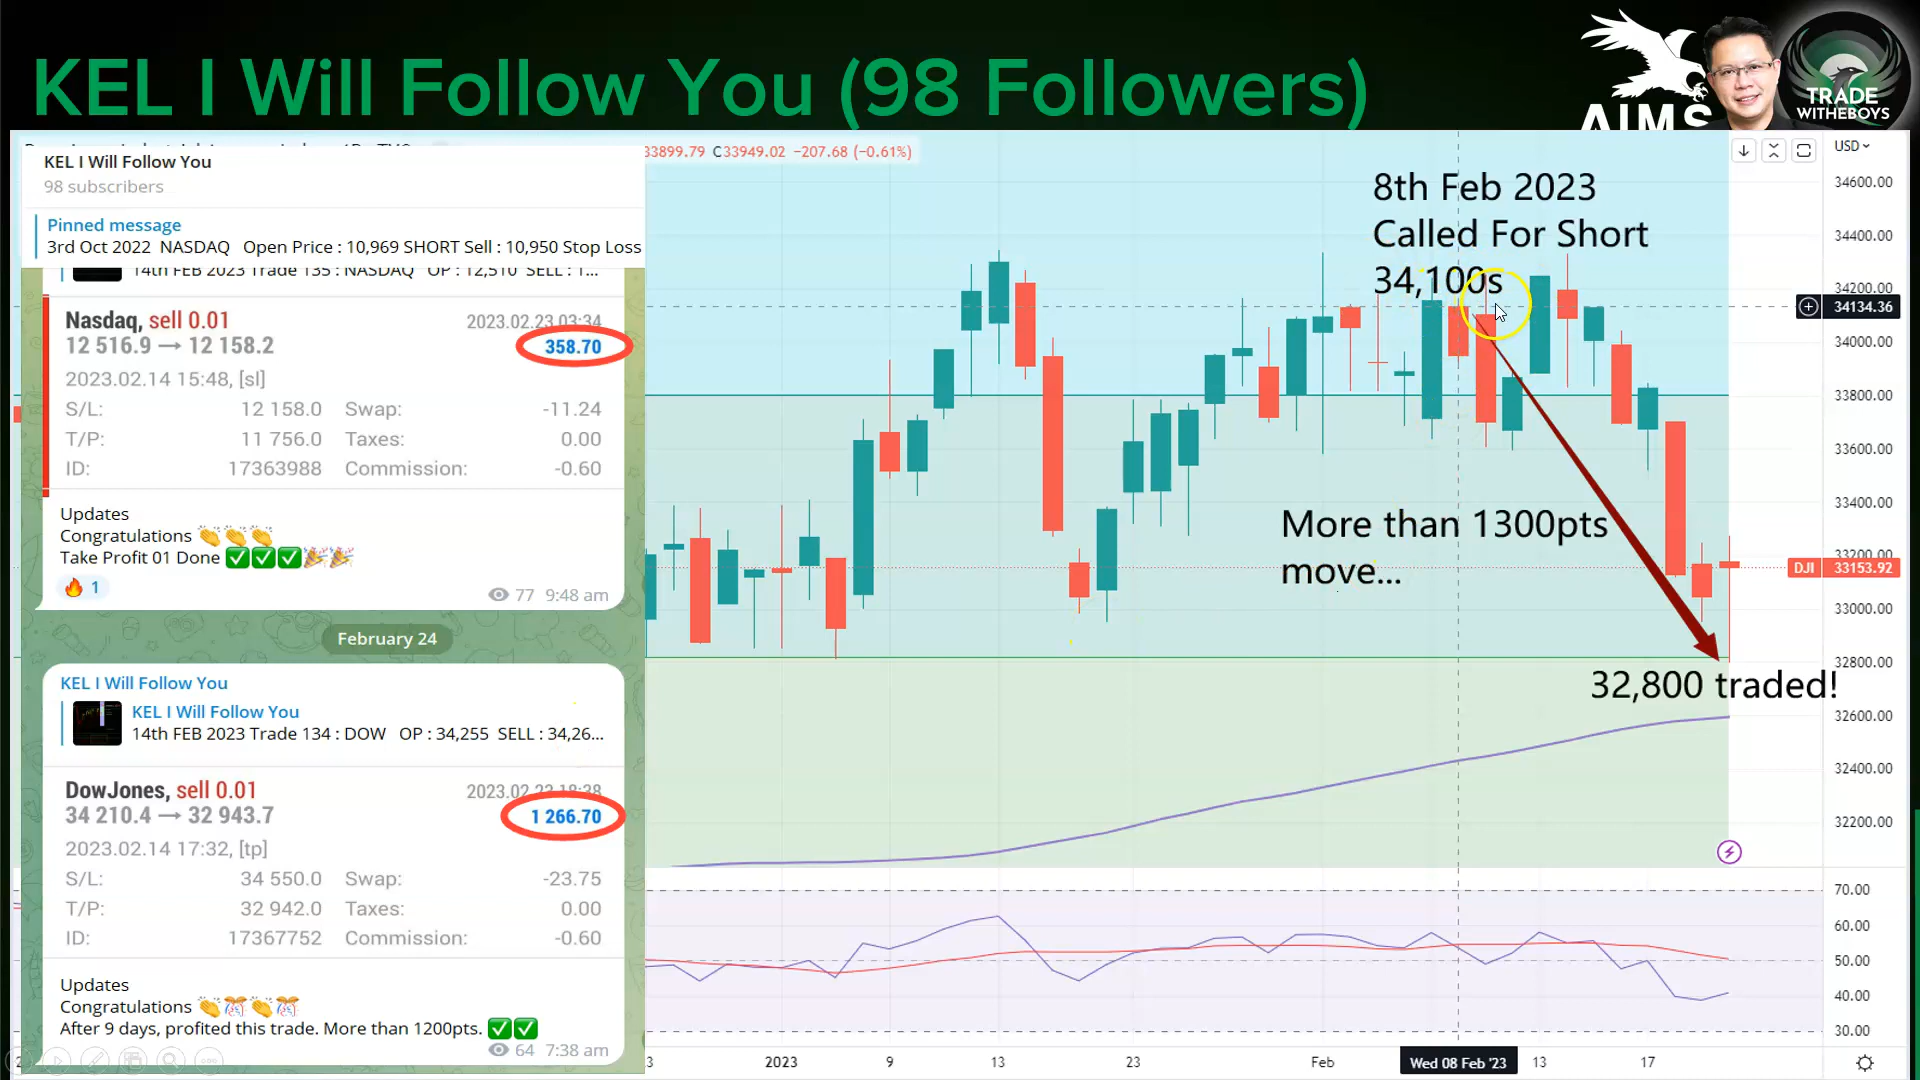 KEL I Will Follow You (98 Followers)
AIMS
TRADE
WITHEBOYS
KEL I Will Follow You
98 subscribers
Pinned message
3rd Oct 2022 NASDAQ Open Price : 10,969 SHORT Sell : 10,950 Stop Loss
14th FEB 2023 Trade 135 : NASDAQ OP : 12,510 SELL : 1...
Nasdaq, sell 0.01
2023.02.23 03:34
12 516.9 → 12 158.2
358.70
2023.02.14 15:48, [sl]
S/L: 12 158.0 Swap: -11.24
T/P: 11 756.0 Taxes: 0.00
ID: 17363988 Commission: -0.60
Updates
Congratulations 👏👏👏
Take Profit 01 Done ✅✅✅🎉🎉
🔥 1
77 9:48 am
February 24
KEL I Will Follow You
KEL I Will Follow You
14th FEB 2023 Trade 134 : DOW OP : 34,255 SELL : 34,26...
DowJones, sell 0.01
34 210.4 → 32 943.7
1 266.70
2023.02.14 17:32, [tp]
S/L: 34 550.0 Swap: -23.75
T/P: 32 942.0 Taxes: 0.00
ID: 17367752 Commission: -0.60
Updates
Congratulations 👏🎊👏🎊
After 9 days, profited this trade. More than 1200pts. ✅✅
64 7:38 am
33899.79 C33949.02 −207.68 (−0.61%)
8th Feb 2023
Called For Short
34,100s
More than 1300pts
move...
32,800 traded!
USD
34600.00
34400.00
34200.00
34134.36
34000.00
33800.00
33600.00
33400.00
33200.00
DJI 33153.92
33000.00
32800.00
32600.00
32400.00
32200.00
70.00
60.00
50.00
40.00
30.00
2023 9 13 23 Feb Wed 08 Feb '23 13 17